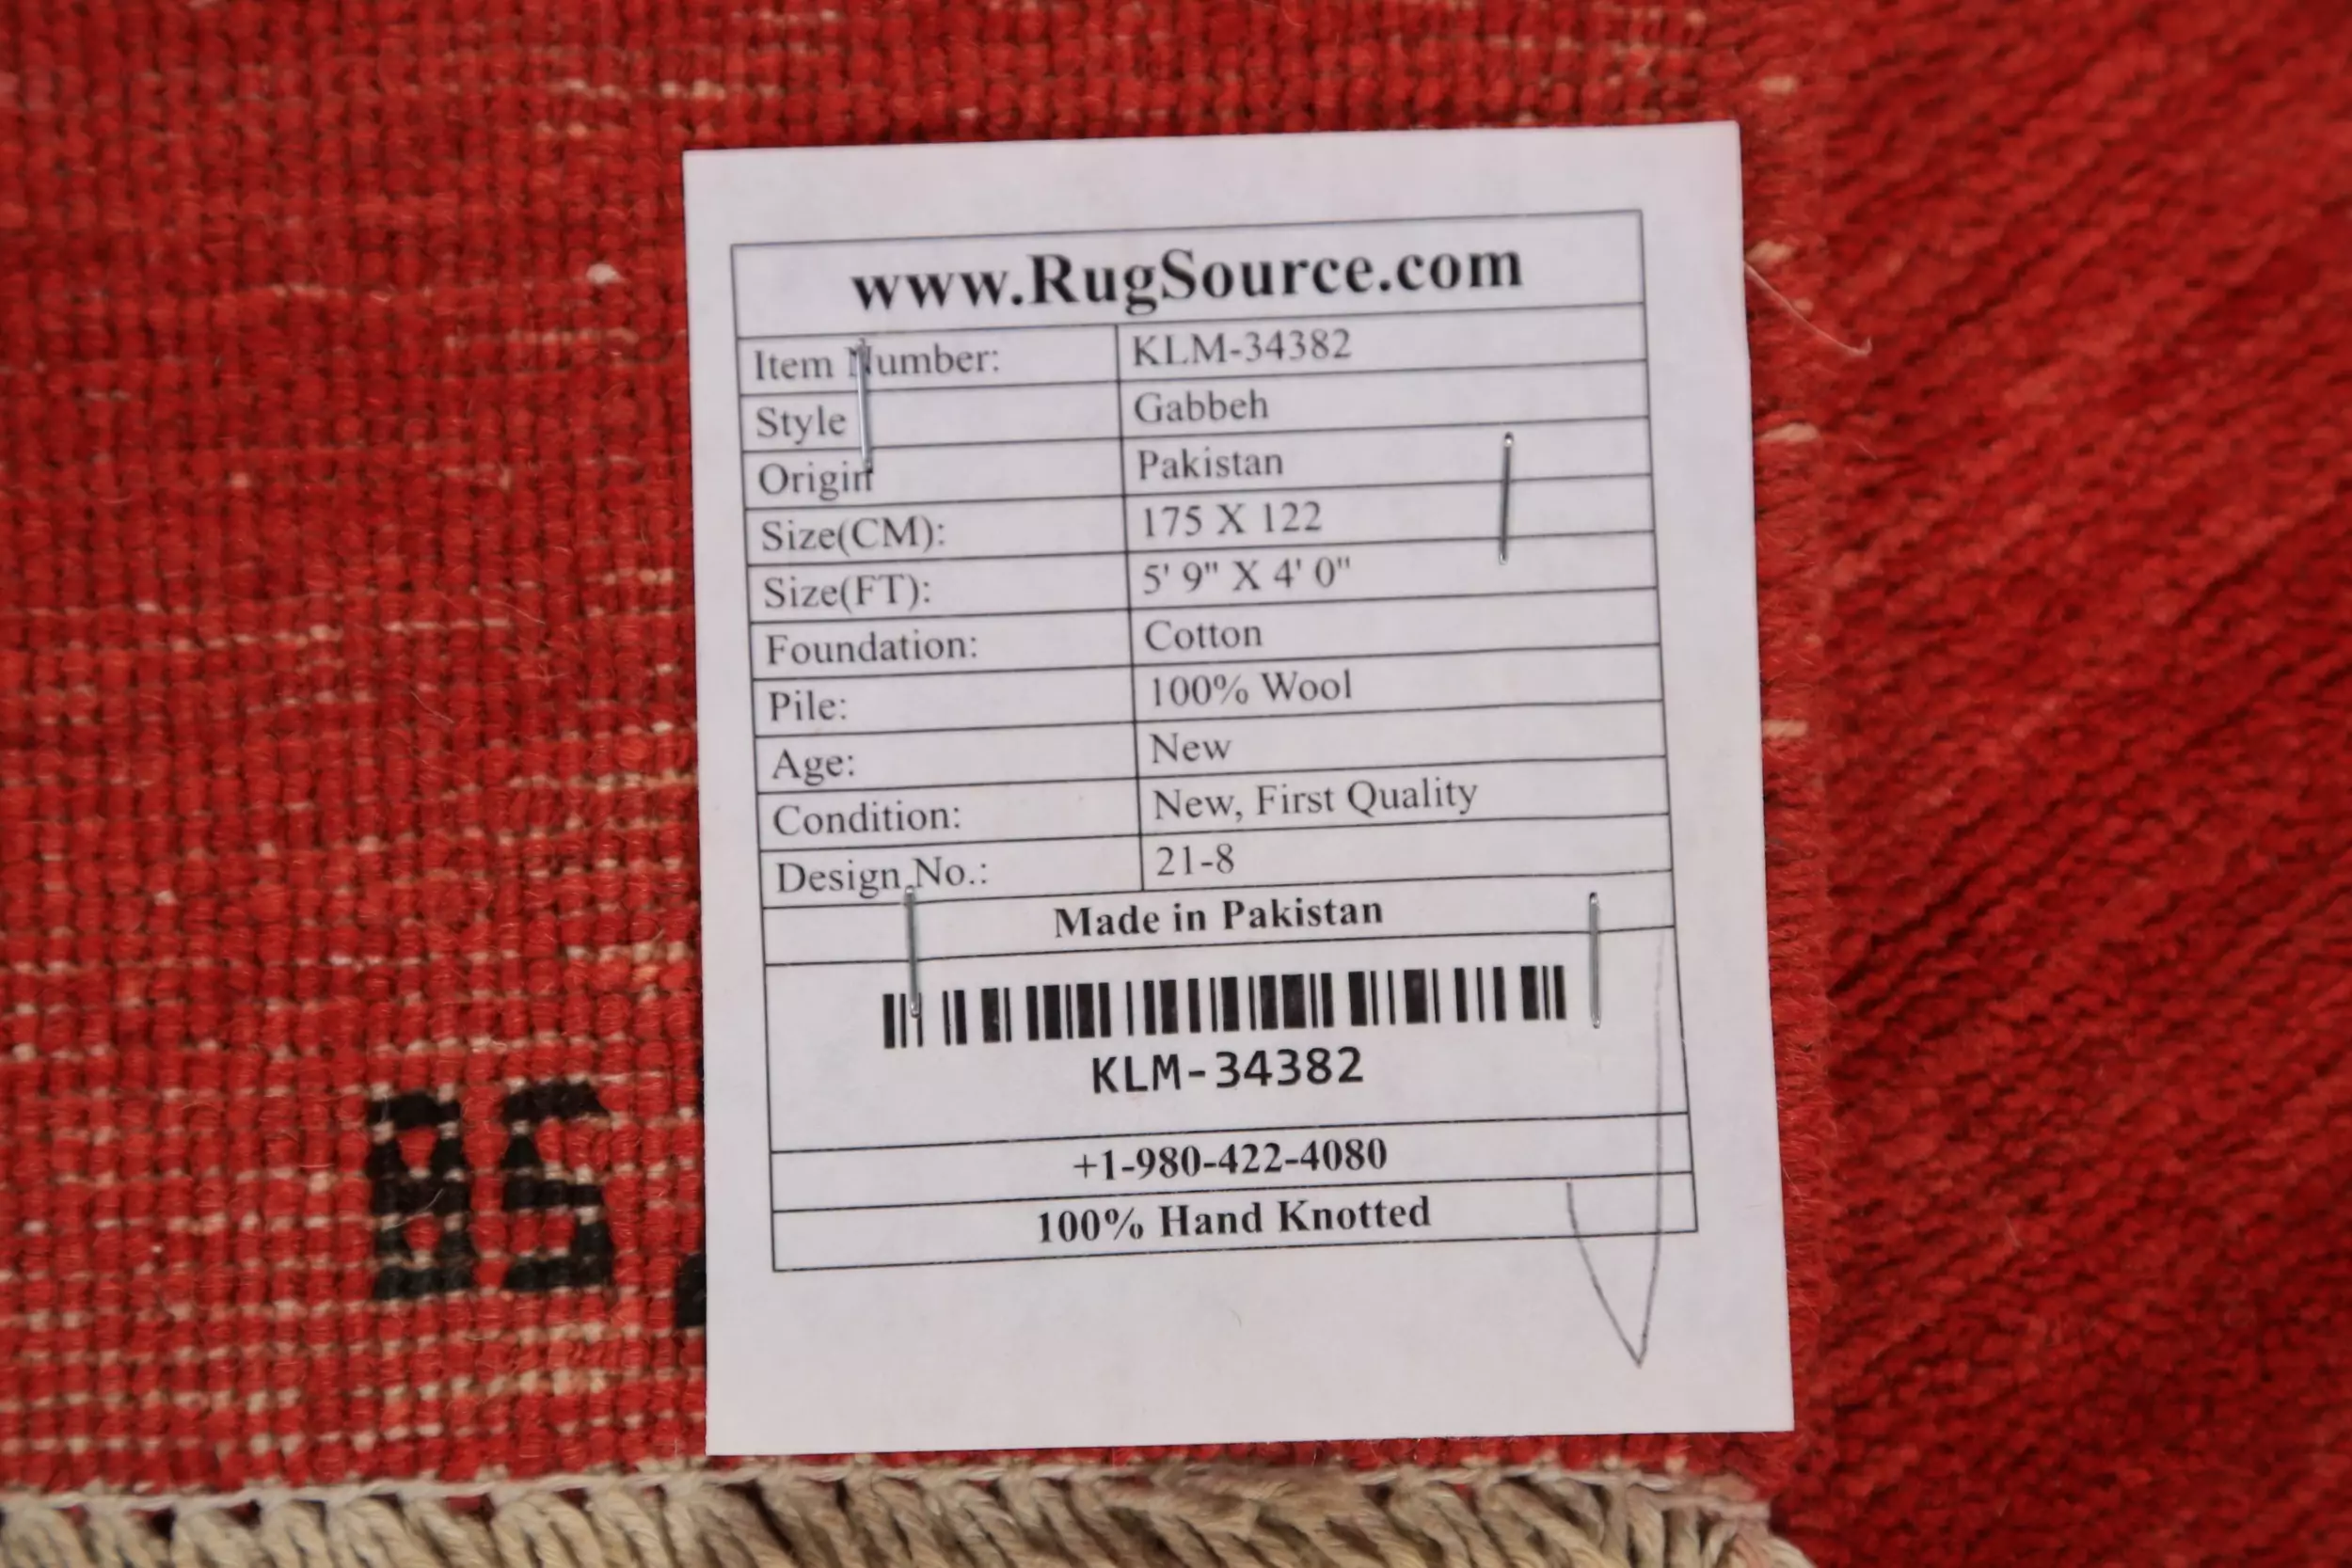 www.RugSource.com
Item Number: KLM-34382
Style Gabbeh
Origin Pakistan
Size(CM): 175 X 122
Size(FT): 5' 9" X 4' 0"
Foundation: Cotton
Pile: 100% Wool
Age: New
Condition: New, First Quality
Design No.: 21-8
Made in Pakistan
KLM-34382
+1-980-422-4080
100% Hand Knotted